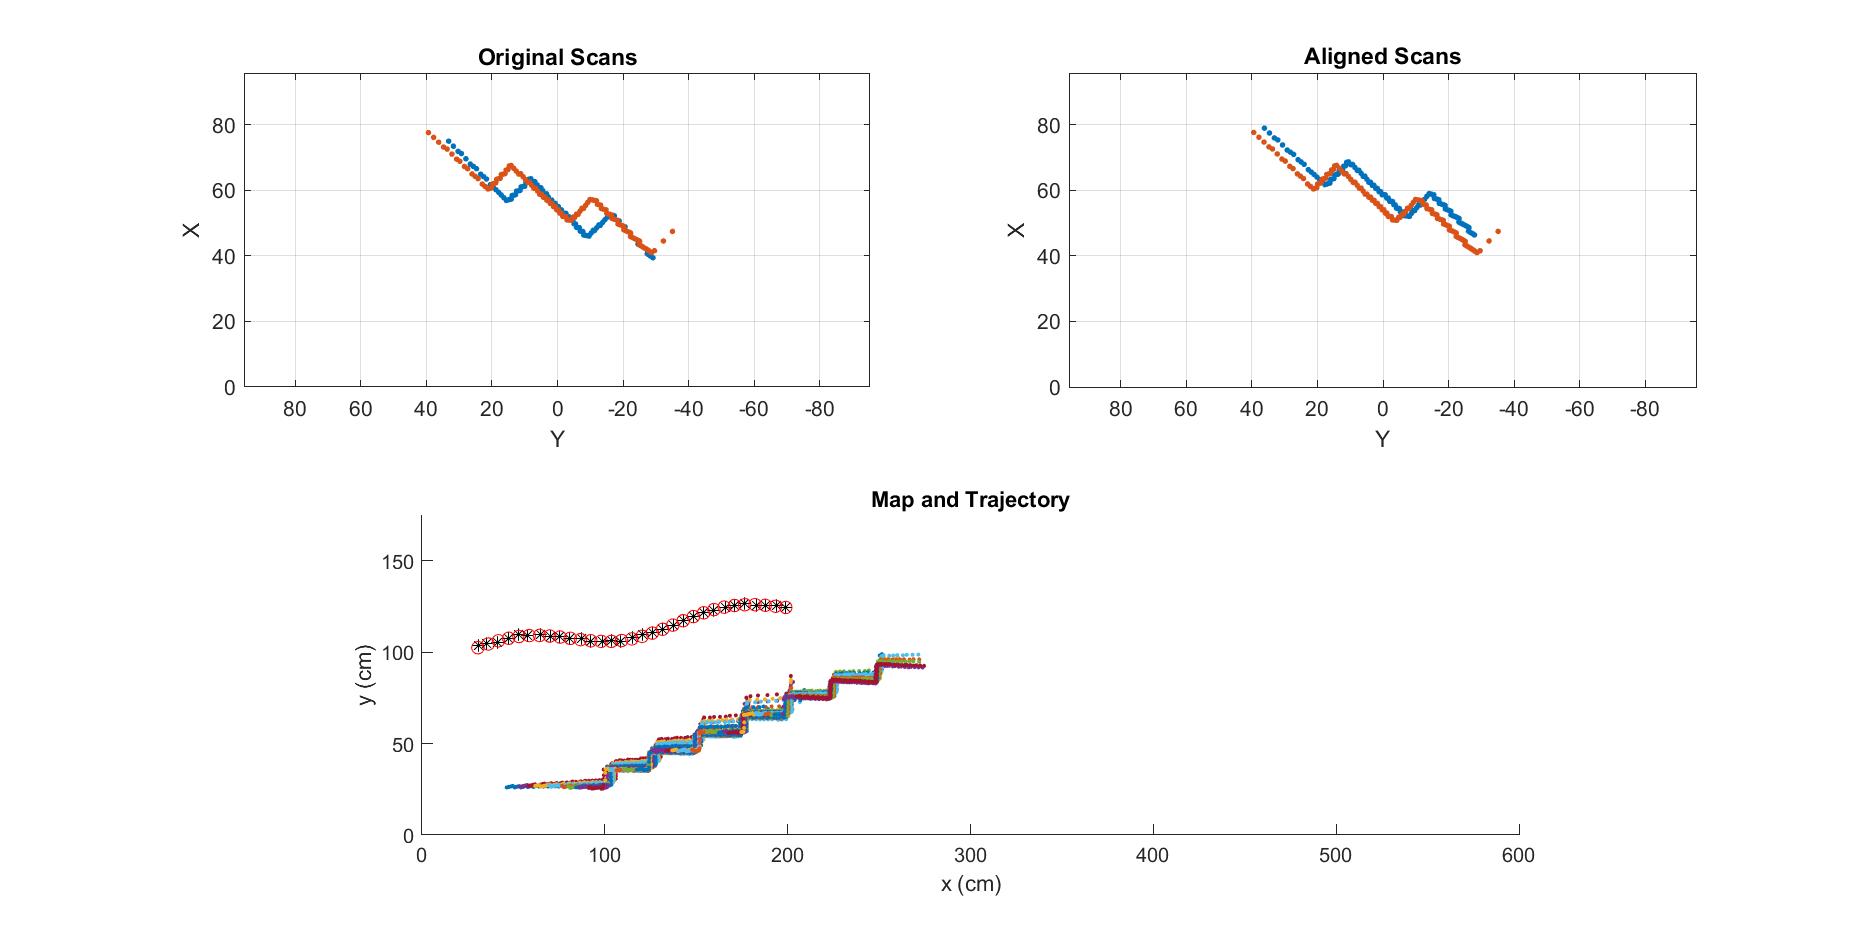 Original Scans
X
80
60
40
20
0
80 60 40 20 0 -20 -40 -60 -80
Y
Aligned Scans
X
80
60
40
20
0
80 60 40 20 0 -20 -40 -60 -80
Y
Map and Trajectory
y (cm)
150
100
50
0
0 100 200 300 400 500 600
x (cm)